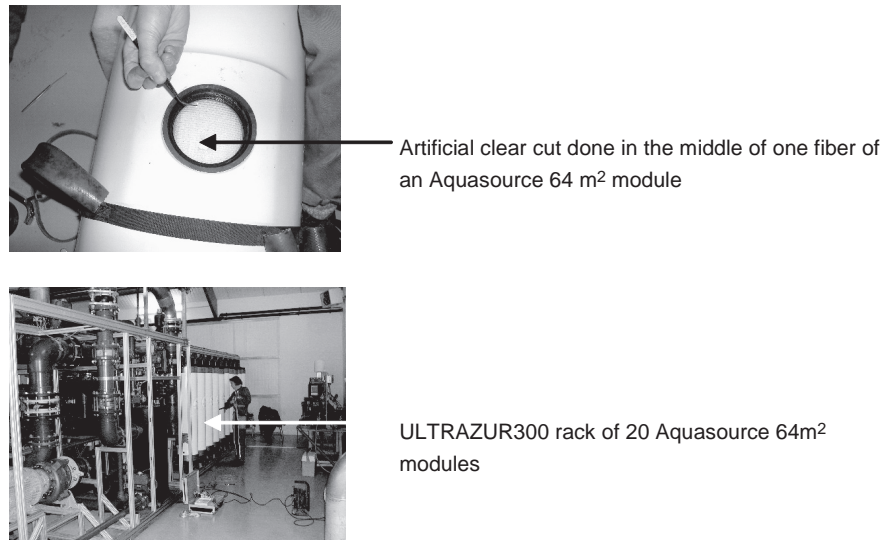 Artificial clear cut done in the middle of one fiber of
an Aquasource 64 m² module
ULTRAZUR300 rack of 20 Aquasource 64m²
modules